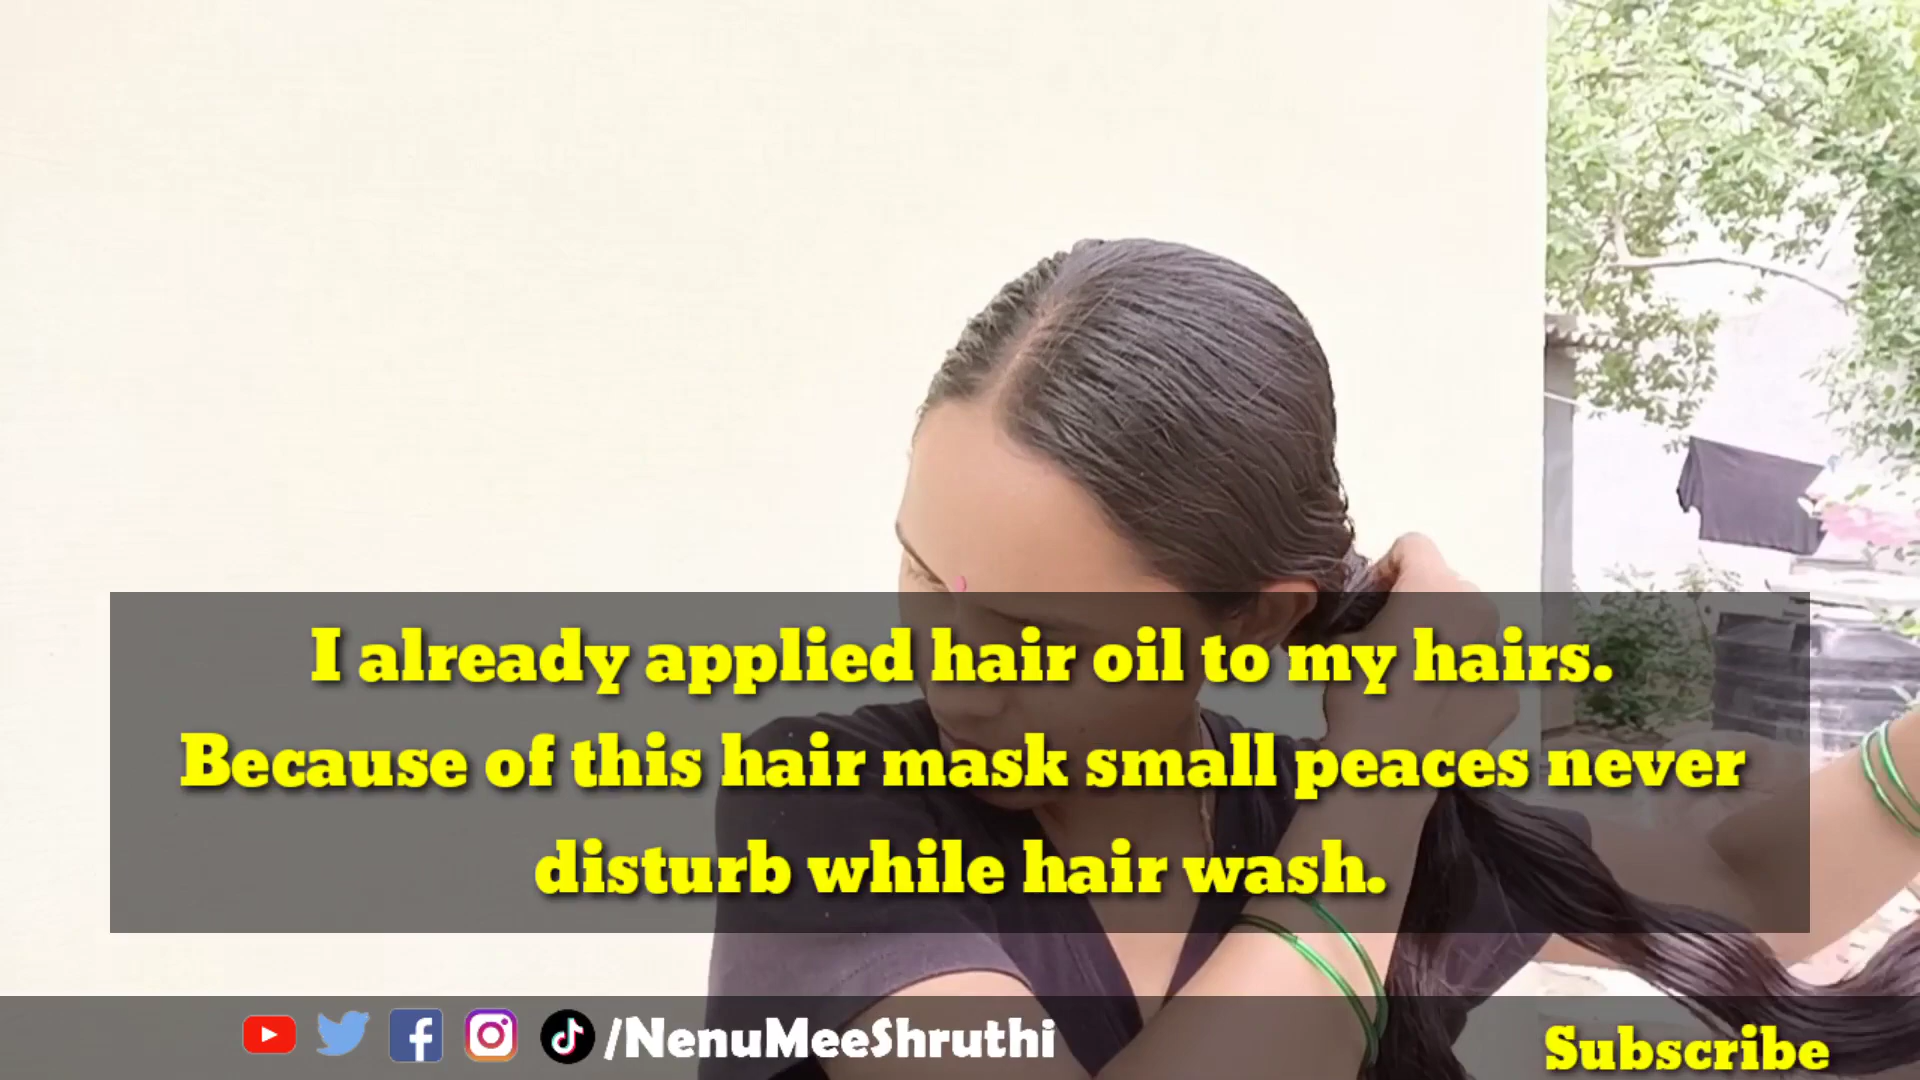 I already applied hair oil to my hairs.
Because of this hair mask small peaces never
disturb while hair wash.
/NenuMeeShruthi
Subscribe